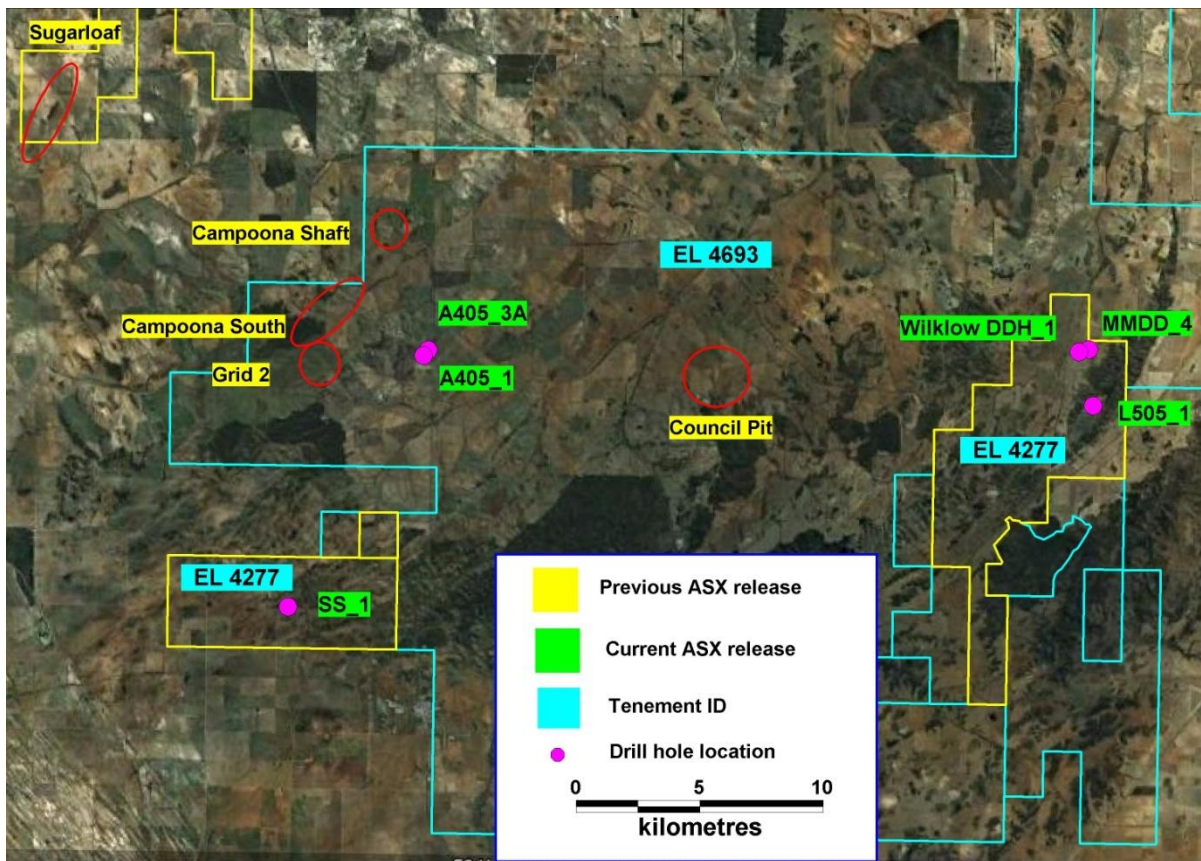 Sugarloaf
Campoona Shaft
EL 4693
A405_3A
Campoona South
Wilklow DDH_1
MMDD_4
Grid 2
A405_1
L505_1
Council Pit
EL 4277
EL 4277
SS_1
Previous ASX release
Current ASX release
Tenement ID
Drill hole location
0 5 10
kilometres